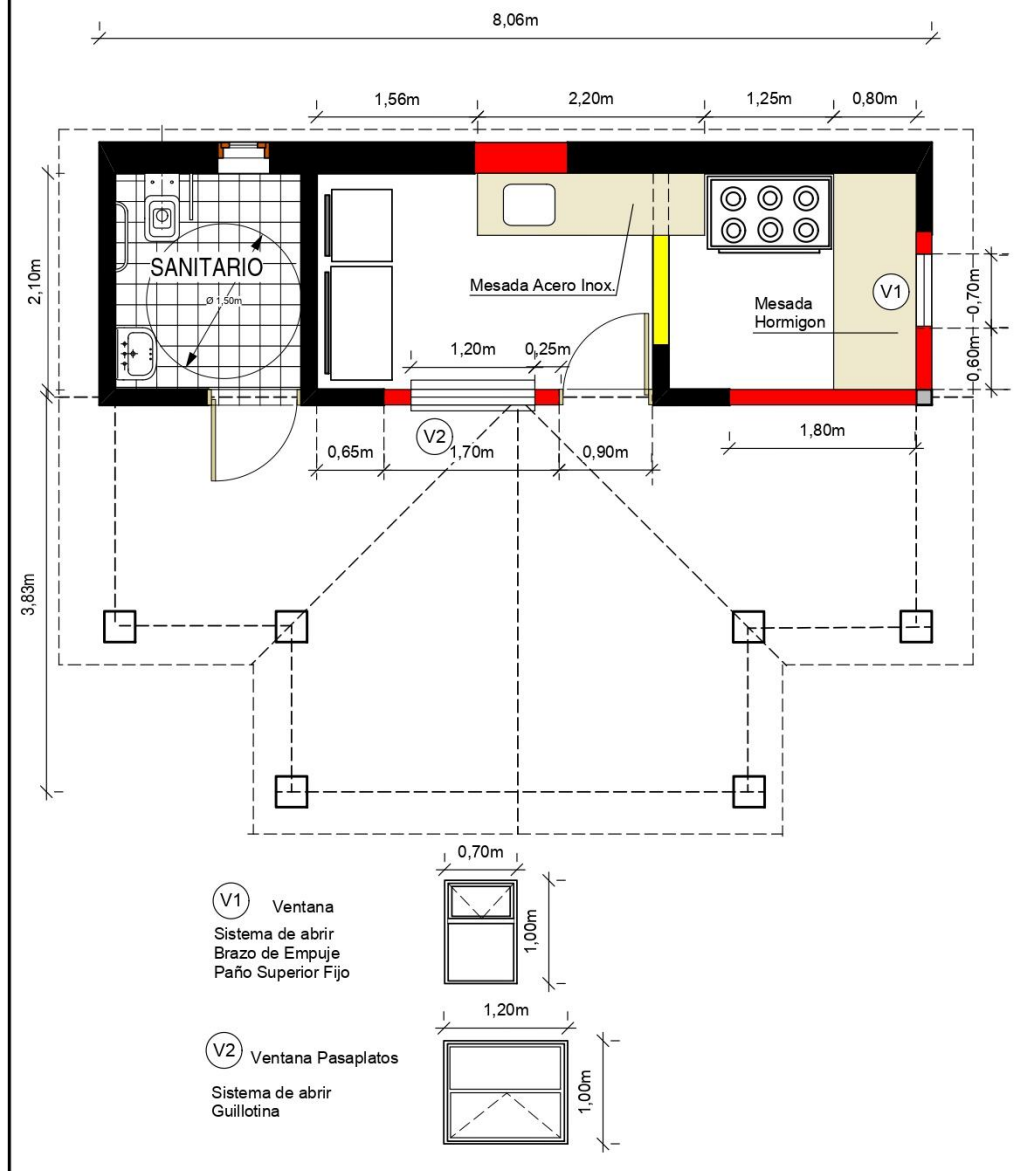 8,06m
1,56m
2,20m
1,25m
0,80m
2,10m
SANITARIO
Ø 1,50m
Mesada Acero Inox.
Mesada
Hormigon
V1
0,70m
0,60m
1,20m
0,25m
V2
0,65m
1,70m
0,90m
1,80m
3,83m
0,70m
V1 Ventana
Sistema de abrir
Brazo de Empuje
Paño Superior Fijo
1,00m
1,20m
V2 Ventana Pasaplatos
Sistema de abrir
Guillotina
1,00m